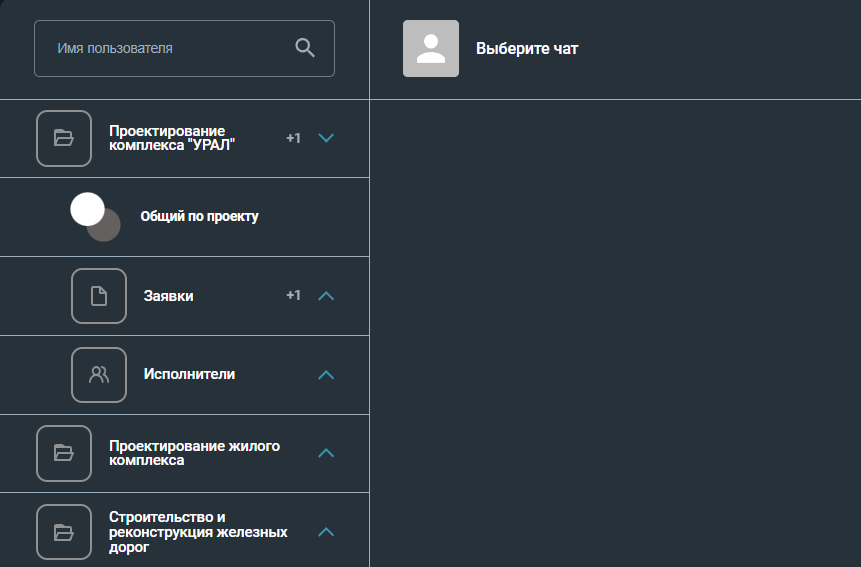 Имя пользователя
Выберите чат
Проектирование
комплекса "УРАЛ"
+1
Общий по проекту
Заявки
+1
Исполнители
Проектирование жилого
комплекса
Строительство и
реконструкция железных
дорог